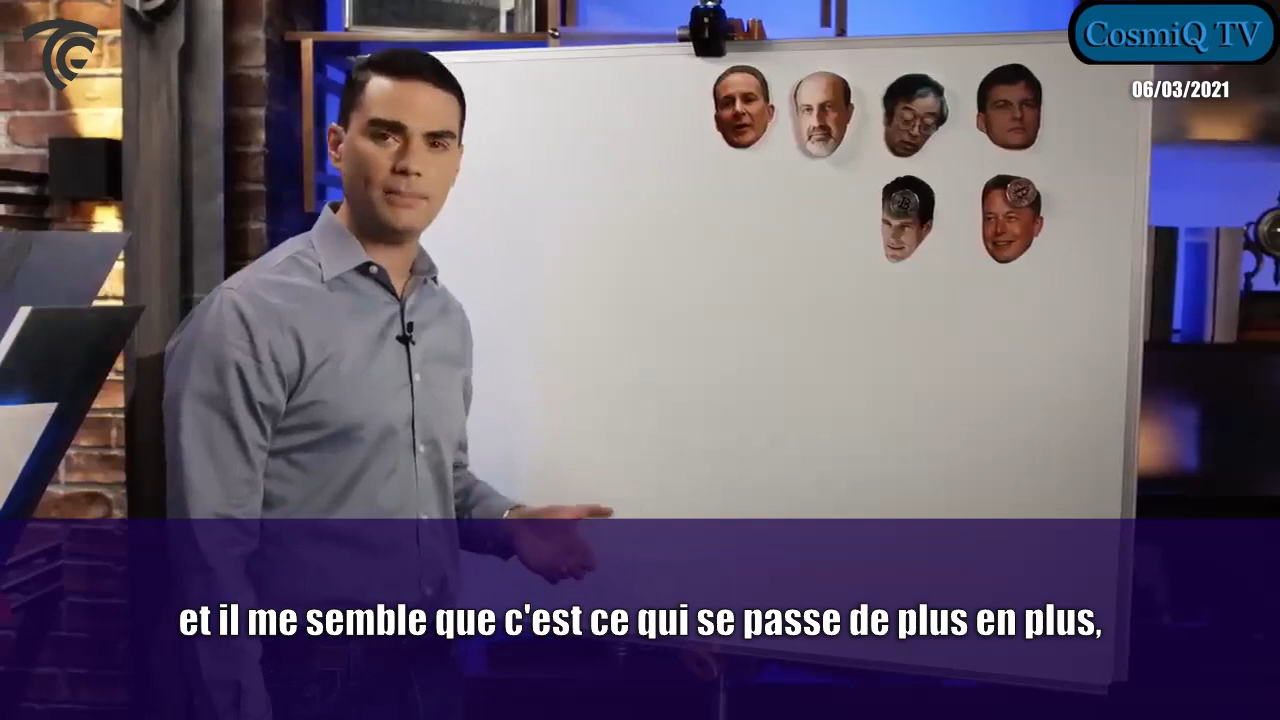 CosmiQ TV
06/03/2021
et il me semble que c'est ce qui se passe de plus en plus,